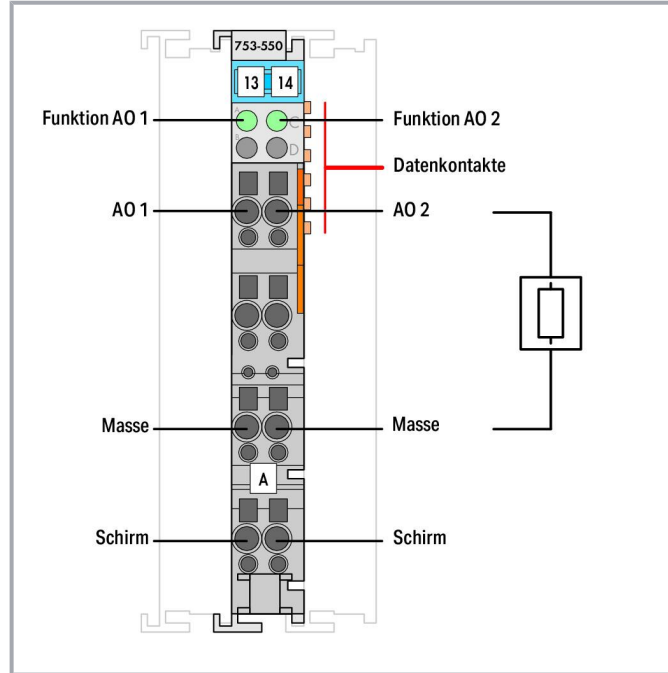 753-550
13 14
Funktion AO 1
A
C
Funktion AO 2
B
D
Datenkontakte
AO 1
AO 2
Masse
Masse
A
Schirm
Schirm